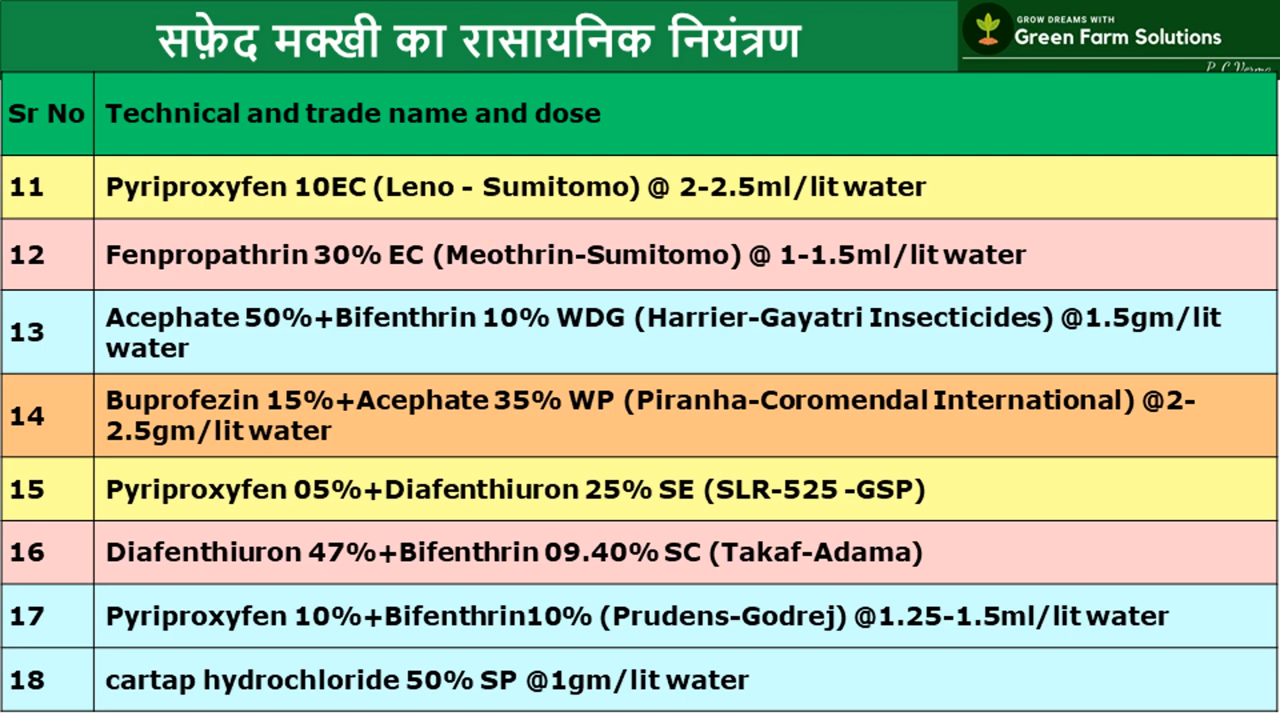 सफ़ेद मक्खी का रासायनिक नियंत्रण
GROW DREAMS WITH
Green Farm Solutions
P. C. Verma
Sr No Technical and trade name and dose
11 Pyriproxyfen 10EC (Leno - Sumitomo) @ 2-2.5ml/lit water
12 Fenpropathrin 30% EC (Meothrin-Sumitomo) @ 1-1.5ml/lit water
13 Acephate 50%+Bifenthrin 10% WDG (Harrier-Gayatri Insecticides) @1.5gm/lit
water
14 Buprofezin 15%+Acephate 35% WP (Piranha-Coromendal International) @2-
2.5gm/lit water
15 Pyriproxyfen 05%+Diafenthiuron 25% SE (SLR-525 -GSP)
16 Diafenthiuron 47%+Bifenthrin 09.40% SC (Takaf-Adama)
17 Pyriproxyfen 10%+Bifenthrin10% (Prudens-Godrej) @1.25-1.5ml/lit water
18 cartap hydrochloride 50% SP @1gm/lit water